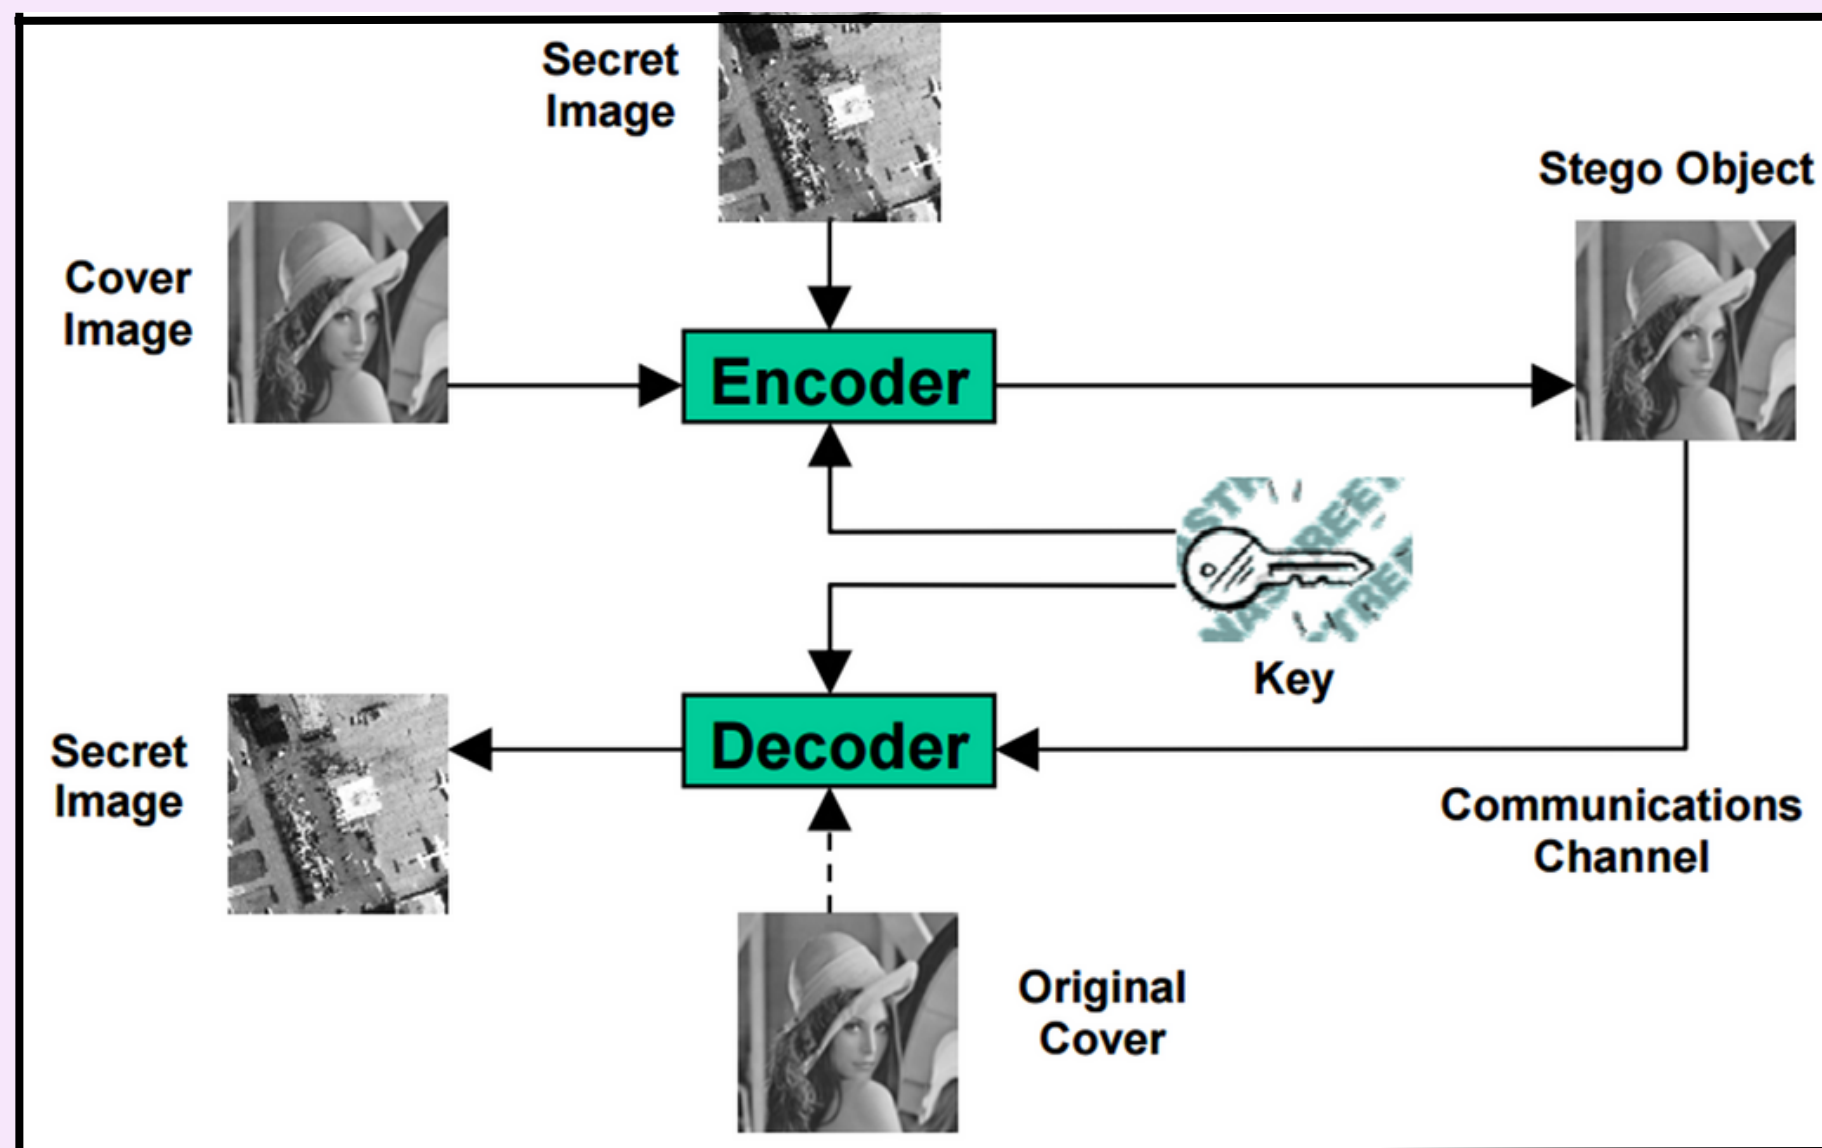 Secret
Image
Stego Object
Cover
Image
Encoder
Key
Secret
Image
Decoder
Communications
Channel
Original
Cover